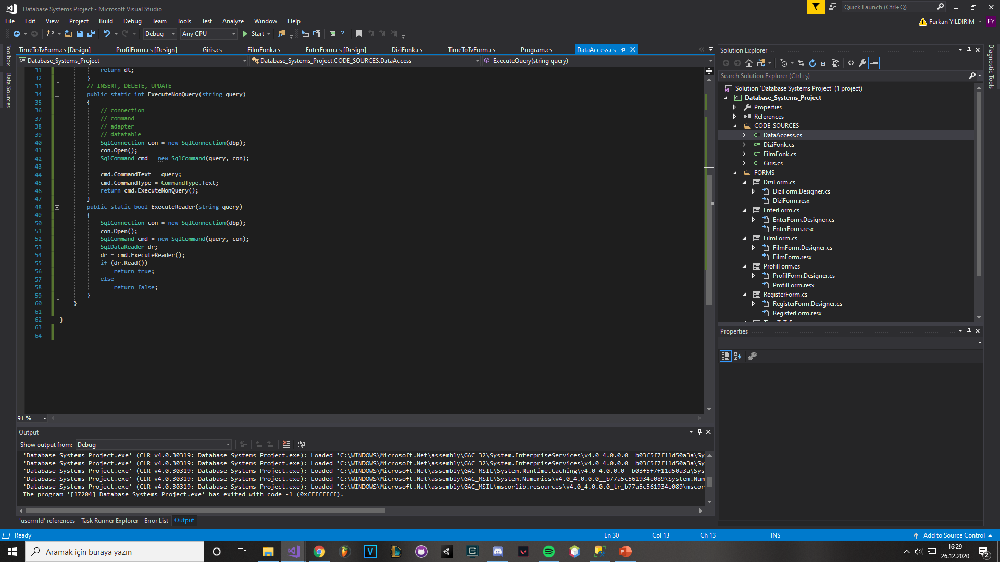 Database Systems Project - Microsoft Visual Studio
Quick Launch (Ctrl+Q)
File Edit View Project Build Debug Team Tools Test Analyze Window Help
Furkan YILDIRIM FY
Debug Any CPU Start
Toolbox
Data Sources
TimeToTvForm.cs [Design] ProfilForm.cs [Design] Giris.cs FilmFonk.cs EnterForm.cs [Design] DiziFonk.cs TimeToTvForm.cs Program.cs DataAccess.cs
Database_Systems_Project Database_Systems_Project.CODE_SOURCES.DataAccess ExecuteQuery(string query)
31 return dt;
32 }
33 // INSERT, DELETE, UPDATE
34 public static int ExecuteNonQuery(string query)
35 {
36 // connection
37 // command
38 // adapter
39 // datatable
40 SqlConnection con = new SqlConnection(dbp);
41 con.Open();
42 SqlCommand cmd = new SqlCommand(query, con);
43
44 cmd.CommandText = query;
45 cmd.CommandType = CommandType.Text;
46 return cmd.ExecuteNonQuery();
47 }
48 public static bool ExecuteReader(string query)
49 {
50 SqlConnection con = new SqlConnection(dbp);
51 con.Open();
52 SqlCommand cmd = new SqlCommand(query, con);
53 SqlDataReader dr;
54 dr = cmd.ExecuteReader();
55 if (dr.Read())
56 return true;
57 else
58 return false;
59 }
60 }
61
62 }
63
64
91 %
Output
Show output from: Debug
'Database Systems Project.exe' (CLR v4.0.30319: Database Systems Project.exe): Loaded 'C:\WINDOWS\Microsoft.Net\assembly\GAC_32\System.EnterpriseServices\v4.0_4.0.0.0__b03f5f7f11d50a3a\Sy
'Database Systems Project.exe' (CLR v4.0.30319: Database Systems Project.exe): Loaded 'C:\WINDOWS\Microsoft.Net\assembly\GAC_32\System.EnterpriseServices\v4.0_4.0.0.0__b03f5f7f11d50a3a\Sy
'Database Systems Project.exe' (CLR v4.0.30319: Database Systems Project.exe): Loaded 'C:\WINDOWS\Microsoft.Net\assembly\GAC_MSIL\System.Runtime.Caching\v4.0_4.0.0.0__b03f5f7f11d50a3a\Sys
'Database Systems Project.exe' (CLR v4.0.30319: Database Systems Project.exe): Loaded 'C:\WINDOWS\Microsoft.Net\assembly\GAC_MSIL\System.Numerics\v4.0_4.0.0.0__b77a5c561934e089\System.Num
'Database Systems Project.exe' (CLR v4.0.30319: Database Systems Project.exe): Loaded 'C:\WINDOWS\Microsoft.Net\assembly\GAC_MSIL\mscorlib.resources\v4.0_4.0.0.0_tr_b77a5c561934e089\mscor
The program '[17204] Database Systems Project.exe' has exited with code -1 (0xffffffff).
'userrrrId' references Task Runner Explorer Error List Output
Solution Explorer
Search Solution Explorer (Ctrl+ş)
Solution 'Database Systems Project' (1 project)
Database_Systems_Project
Properties
References
CODE_SOURCES
C# DataAccess.cs
C# DiziFonk.cs
C# FilmFonk.cs
C# Giris.cs
FORMS
DiziForm.cs
DiziForm.Designer.cs
DiziForm.resx
EnterForm.cs
EnterForm.Designer.cs
EnterForm.resx
FilmForm.cs
FilmForm.Designer.cs
FilmForm.resx
ProfilForm.cs
ProfilForm.Designer.cs
ProfilForm.resx
RegisterForm.cs
RegisterForm.Designer.cs
RegisterForm.resx
Properties
Diagnostic Tools
Ready Ln 30 Col 13 Ch 13 INS Add to Source Control
Aramak için buraya yazın
16:29
26.12.2020
2